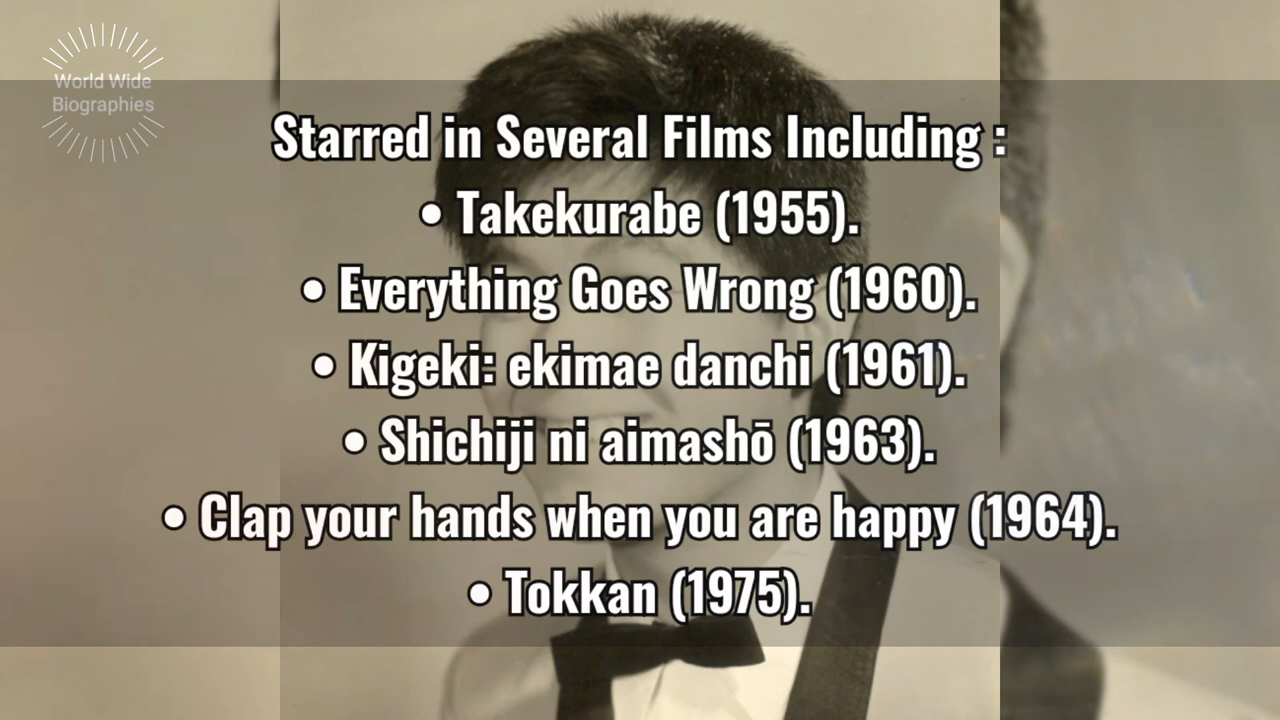 World Wide
Biographies
Starred in Several Films Including :
• Takekurabe (1955).
• Everything Goes Wrong (1960).
• Kigeki: ekimae danchi (1961).
• Shichiji ni aimashō (1963).
• Clap your hands when you are happy (1964).
• Tokkan (1975).